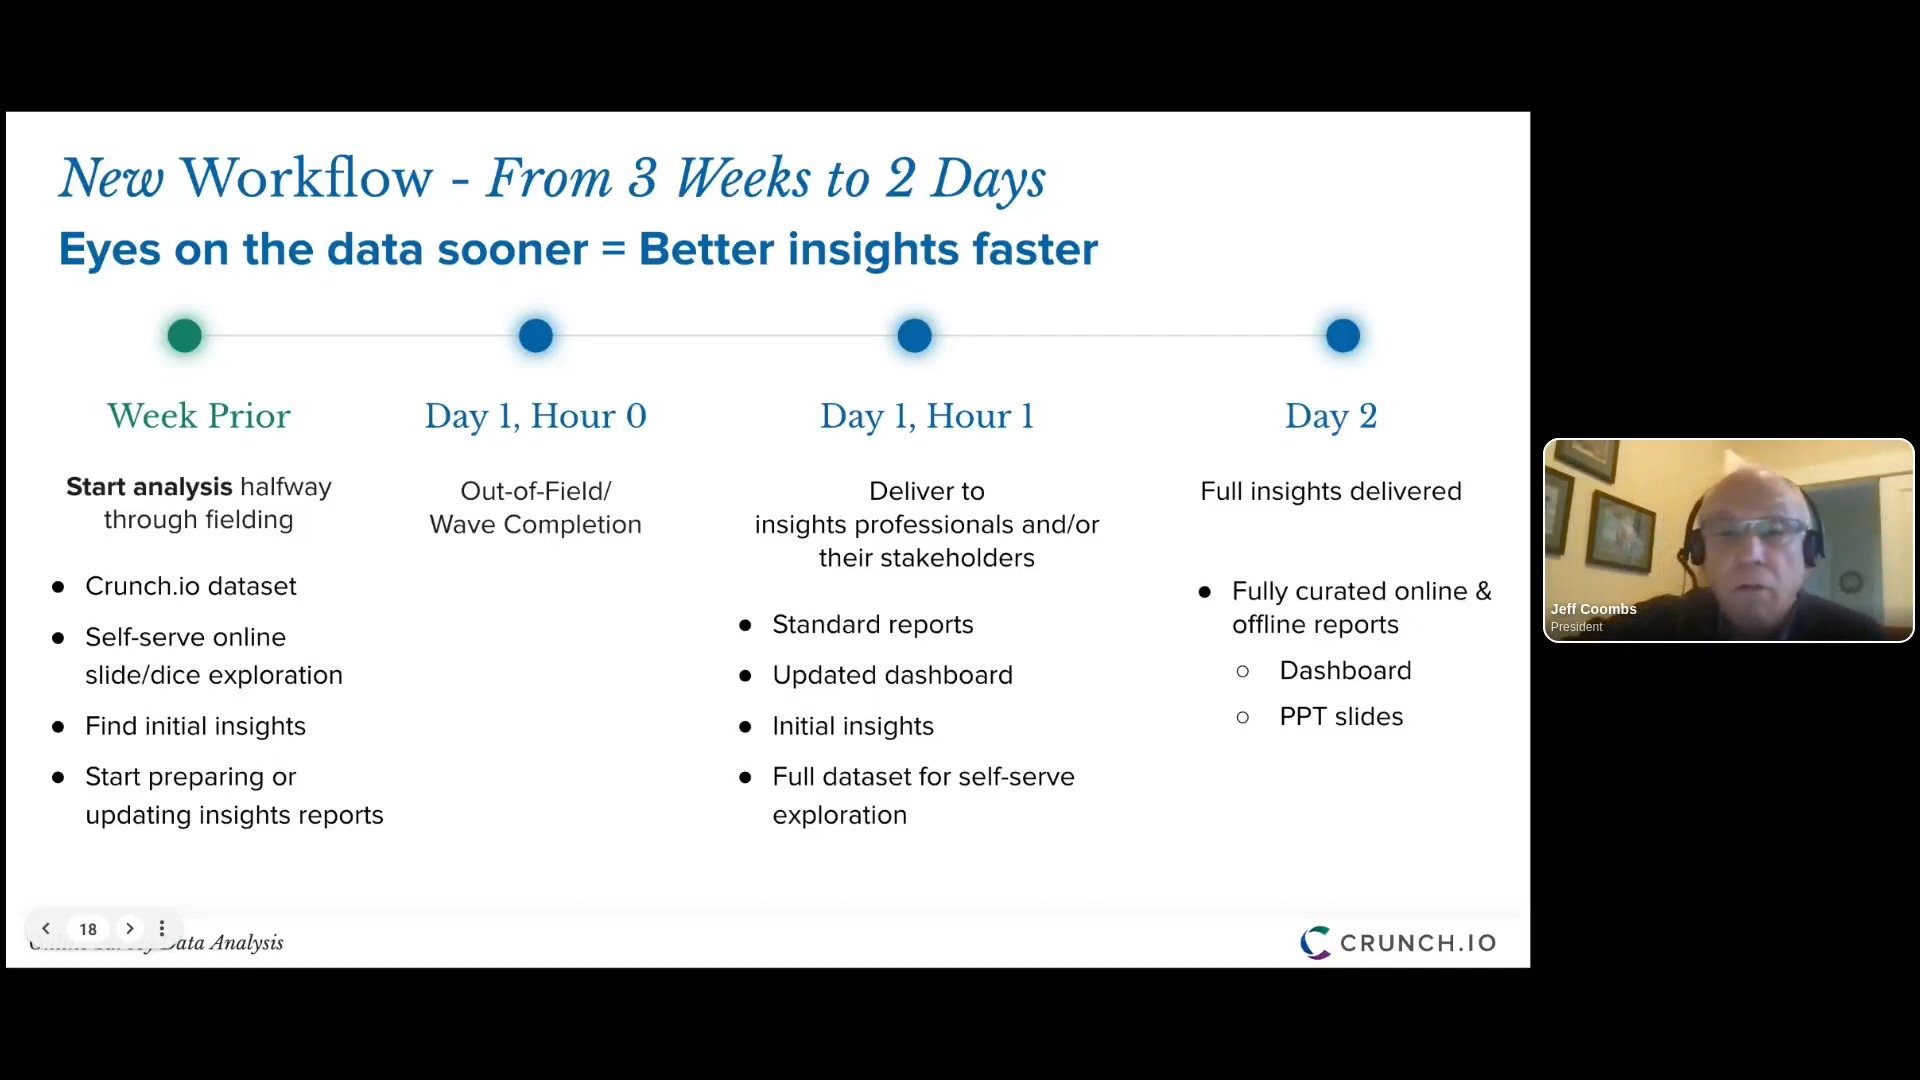 New Workflow - From 3 Weeks to 2 Days
Eyes on the data sooner = Better insights faster
Week Prior
Start analysis halfway
through fielding
● Crunch.io dataset
● Self-serve online
slide/dice exploration
● Find initial insights
● Start preparing or
updating insights reports
Day 1, Hour 0
Out-of-Field/
Wave Completion
Day 1, Hour 1
Deliver to
insights professionals and/or
their stakeholders
● Standard reports
● Updated dashboard
● Initial insights
● Full dataset for self-serve
exploration
Day 2
Full insights delivered
● Fully curated online &
offline reports
○ Dashboard
○ PPT slides
Jeff Coombs
President
18
Data Analysis
CRUNCH.IO